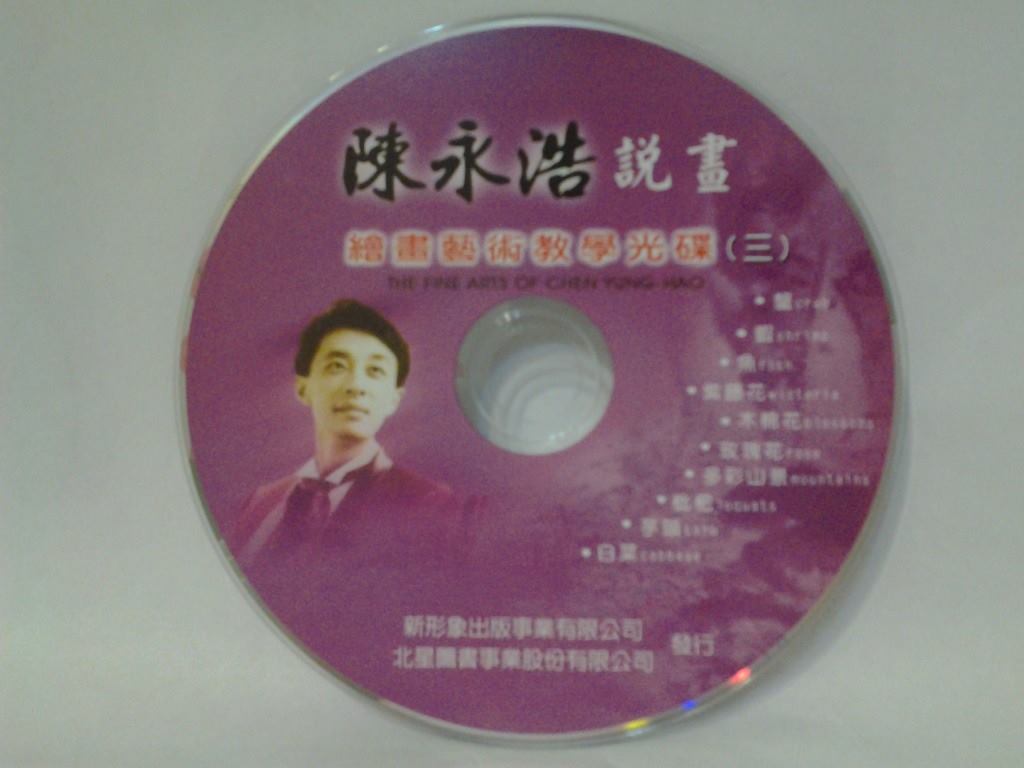 陳永浩 説畫
繪畫藝術教學光碟(三)
THE FINE ARTS OF CHEN YUNG-HAO
• 蟹crab
• 蝦shrimp
• 魚fish
• 紫藤花wisteria
• 木棉花blossoms
• 玫瑰花rose
• 多彩山景mountains
• 枇杷loquats
• 芋頭taro
• 白菜cabbage
新形象出版事業有限公司
北星圖書事業股份有限公司 發行